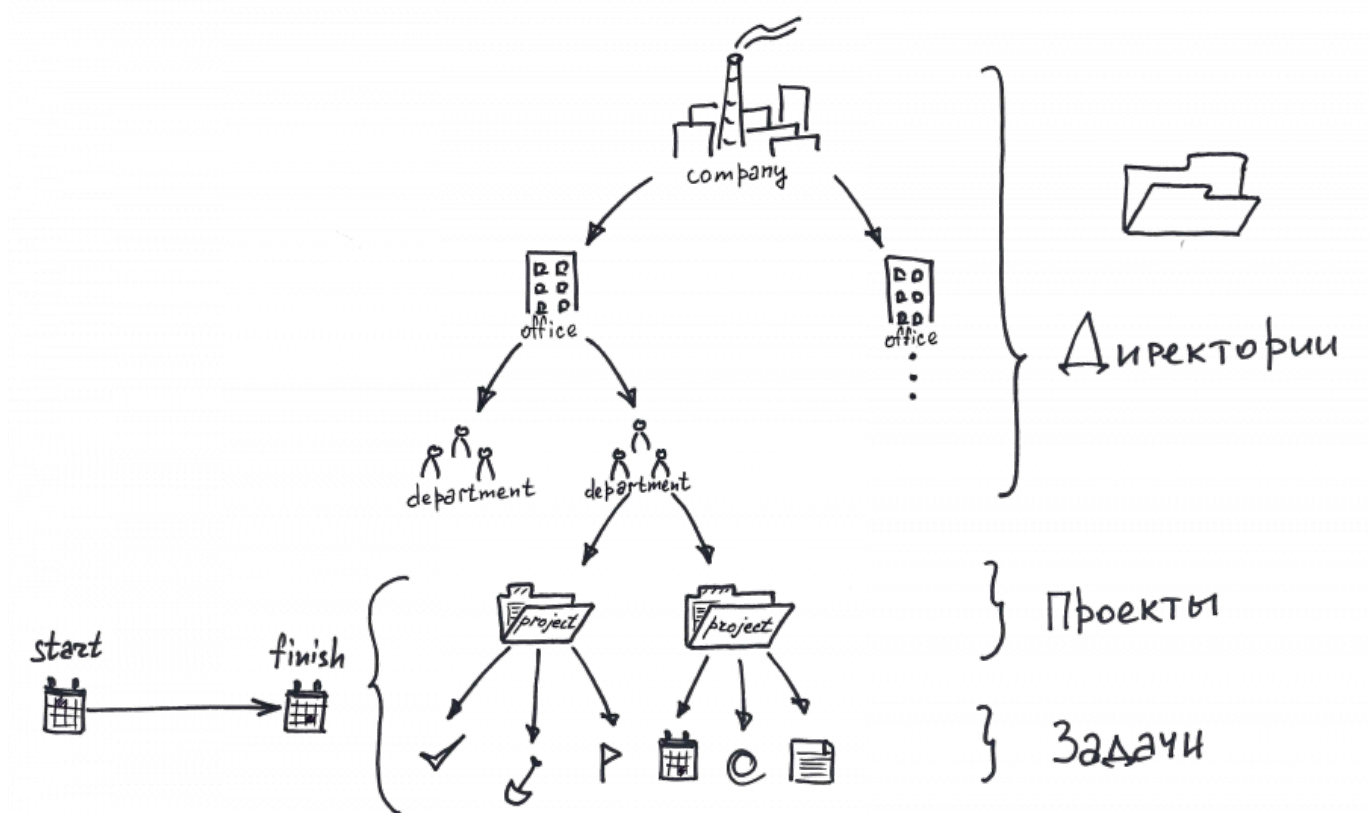 company
office
office
Директории
department
department
project
project
Проекты
start
finish
Задачи